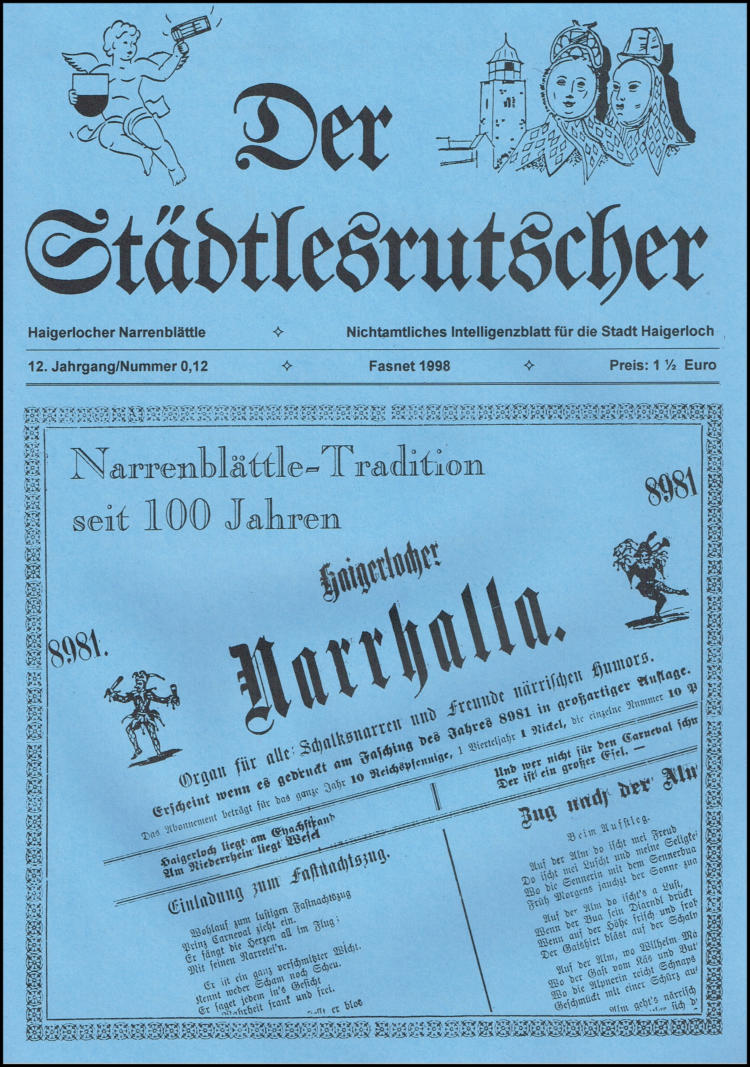 Der
Städtlesrutscher
Haigerlocher Narrenblättle ✧ Nichtamtliches Intelligenzblatt für die Stadt Haigerloch
12. Jahrgang/Nummer 0,12 ✧ Fasnet 1998 ✧ Preis: 1 ½ Euro
Narrenblättle-Tradition
seit 100 Jahren
8981
Haigerlocher
8981.
Narrhalla.
Organ für alle Schalksnarren und Freunde närrischen Humors.
Erscheint wenn es gedruckt am Fasching des Jahres 8981 in großartiger Auflage.
Das Abonnement beträgt für das ganze Jahr 10 Reichspfennige, 1 Vierteljahr 1 Nickel, die einzelne Nummer 10 P
Haigerloch liegt am Eyachstrand
Am Niederrhein liegt Wesel
Und wer nicht für den Carneval schw
Der ist ein großer Esel. —
Einladung zum Fastnachtszug.
Wohlauf zum lustigen Fastnachtszug
Prinz Carneval zieht ein.
Er fängt die Herzen all im Flug;
Mit seinen Narretei'n.
Er ist ein ganz verschmitzter Wicht.
Kennt weder Scham noch Scheu.
Er saget jedem in's Gesicht
Wahrheit frank und frei.
er blos
Zug nach der Alm
Beim Aufstieg.
Auf der Alm do ischt mei Freud
Do ischt mei Luscht und meine Seligkei
Wo die Sennerin mit dem Sennerbua
Früh Morgens jauchzt der Sonne zua
Auf der Alm do ischt's a Lust,
Wenn der Bua sein Diarndl drückt
Wenn auf der Höhe frisch und froh
Der Gaishirt bläst auf der Schalm
Auf der Alm, wo Wilhelm
Wo der Gast vom Käs und But
Wo die Alpnerin reicht Schnaps
Geschmückt mit einer Schürz
Alm geht's närrisch